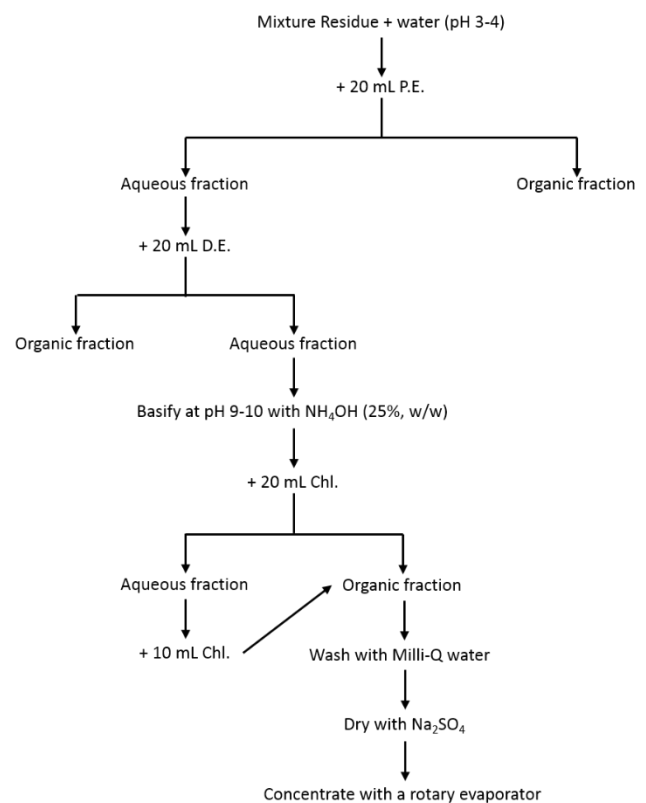 Mixture Residue + water (pH 3-4)
+ 20 mL P.E.
Aqueous fraction
Organic fraction
+ 20 mL D.E.
Organic fraction
Aqueous fraction
Basify at pH 9-10 with NH₄OH (25%, w/w)
+ 20 mL Chl.
Aqueous fraction
Organic fraction
+ 10 mL Chl.
Wash with Milli-Q water
Dry with Na₂SO₄
Concentrate with a rotary evaporator